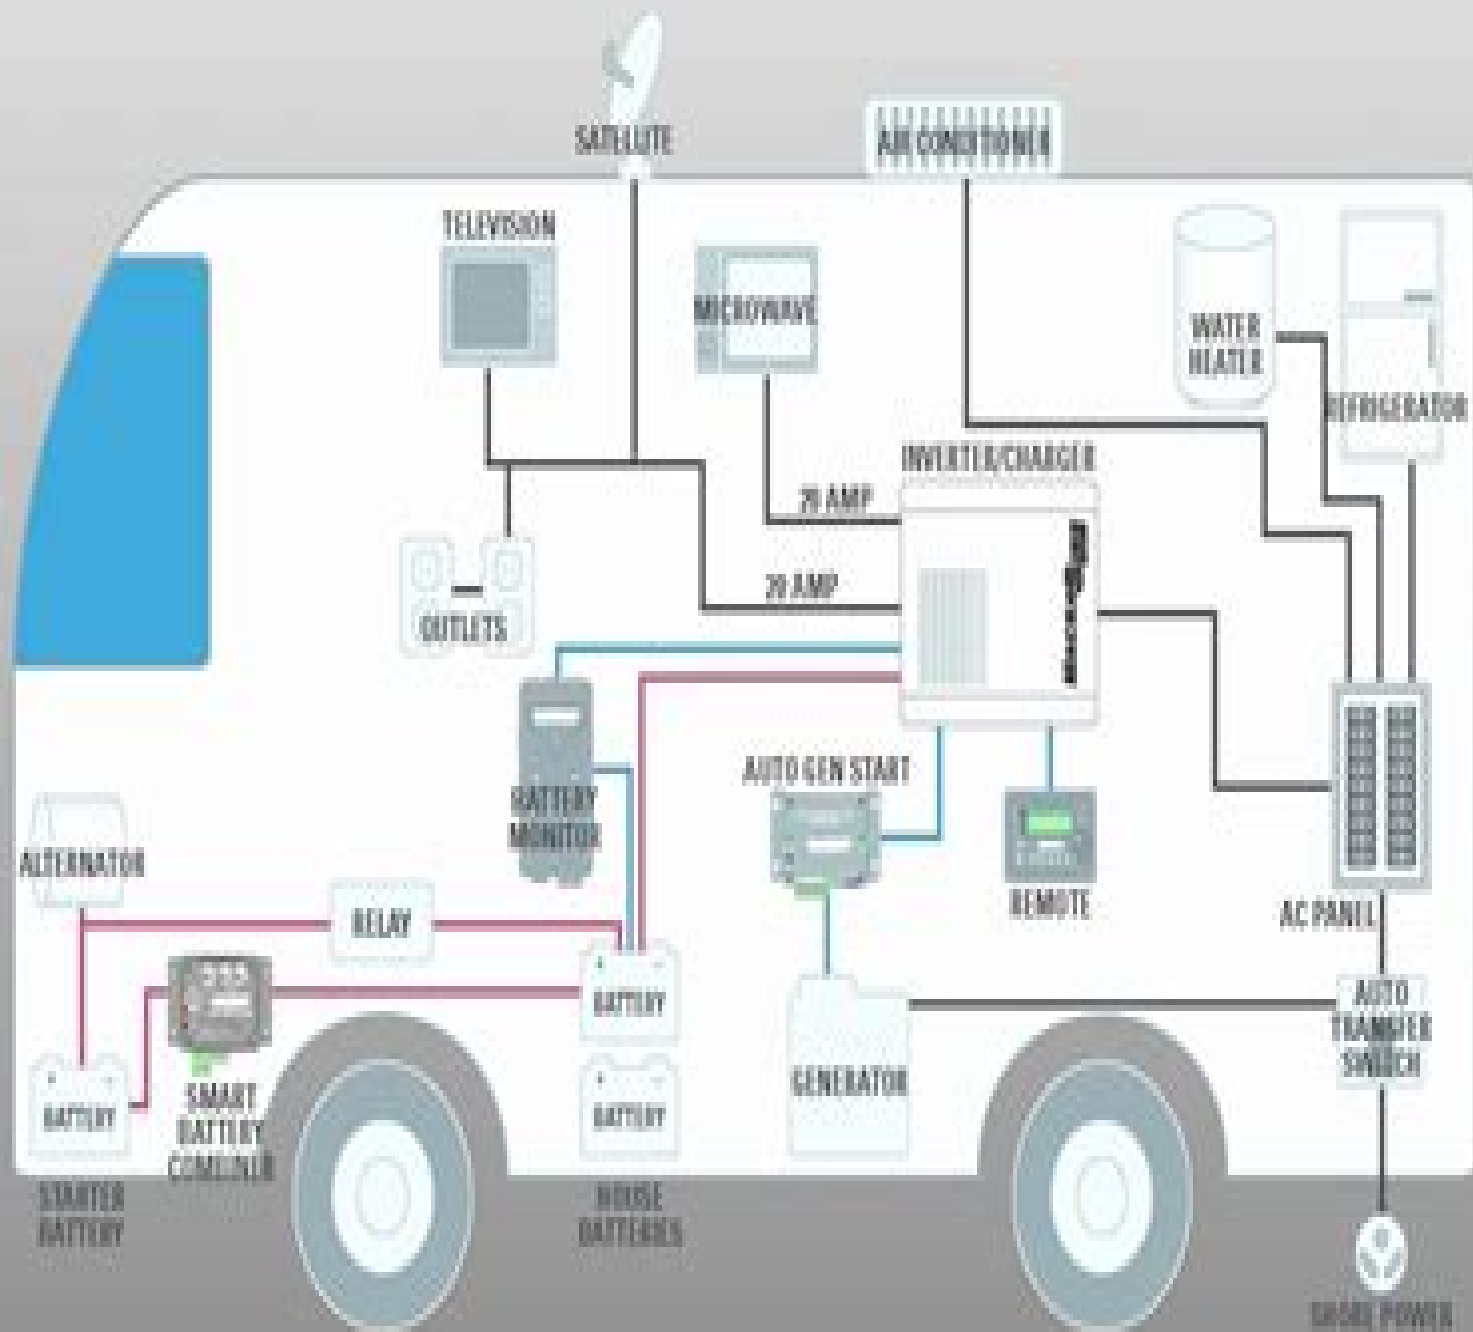 SATELLITE
AIR CONDITIONER
TELEVISION
MICROWAVE
WATER
HEATER
REFRIGERATOR
INVERTER/CHARGER
20 AMP
20 AMP
OUTLETS
BATTERY
MONITOR
AUTO GEN START
REMOTE
ALTERNATOR
RELAY
AC PANEL
BATTERY
AUTO
TRANSFER
SWITCH
GENERATOR
BATTERY
SMART
BATTERY
COMBINER
BATTERY
STARTER
BATTERY
HOUSE
BATTERIES
SHORE POWER